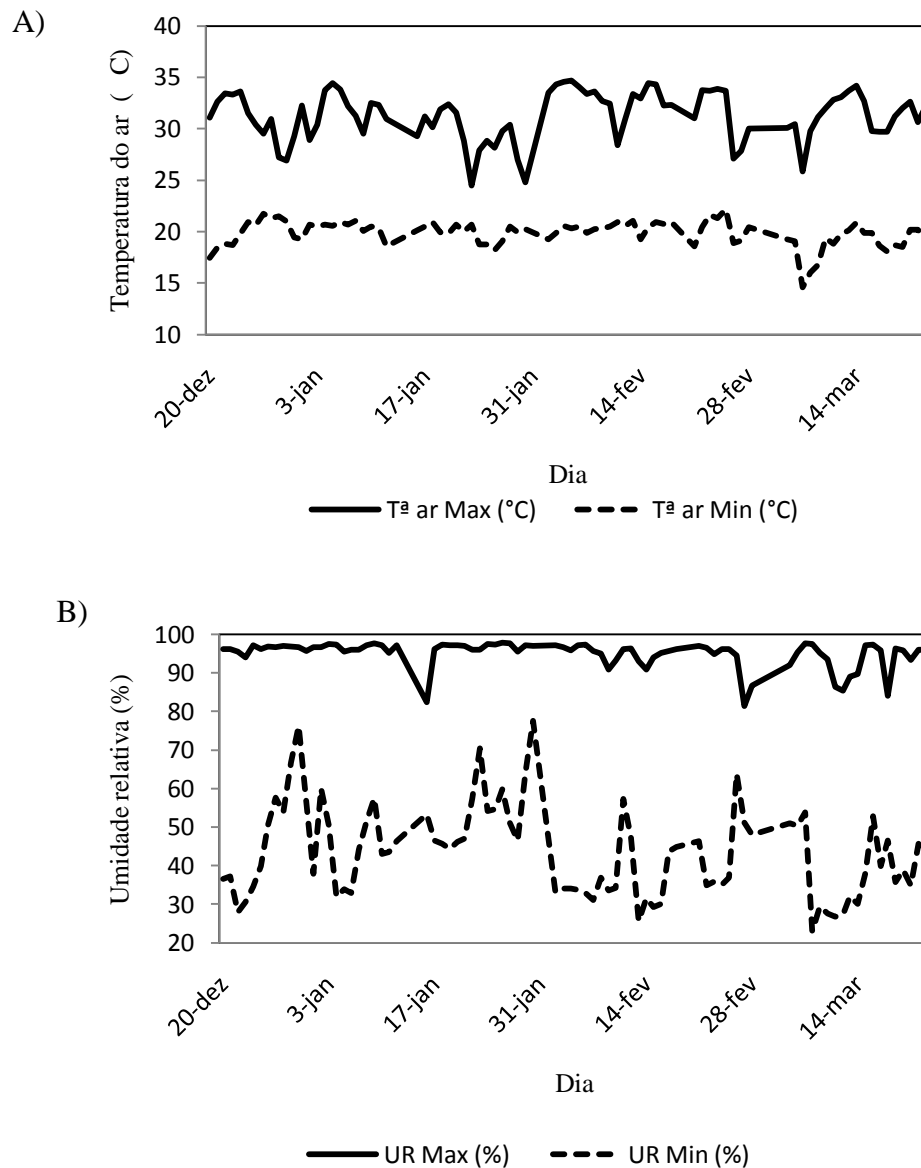 A)
Temperatura do ar ( C)
40
35
30
25
20
15
10
20-dez
3-jan
17-jan
31-jan
14-fev
28-fev
14-mar
Dia
Tª ar Max (°C)
Tª ar Min (°C)
B)
Umidade relativa (%)
100
90
80
70
60
50
40
30
20
20-dez
3-jan
17-jan
31-jan
14-fev
28-fev
14-mar
Dia
UR Max (%)
UR Min (%)